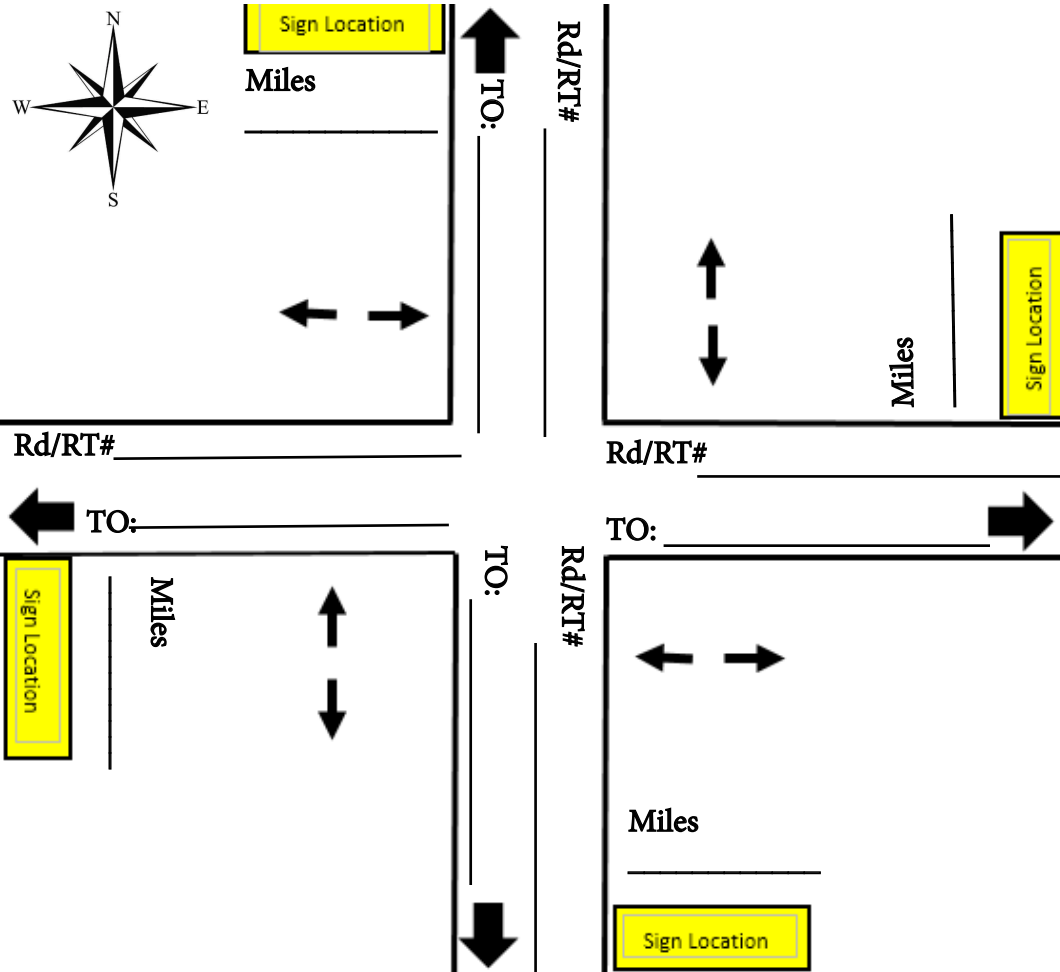 N
W E
S
Sign Location
Miles
TO:
Rd/RT#
Miles
Sign Location
Rd/RT#
TO:
Rd/RT#
TO:
Sign Location
Miles
TO:
Rd/RT#
Miles
Sign Location